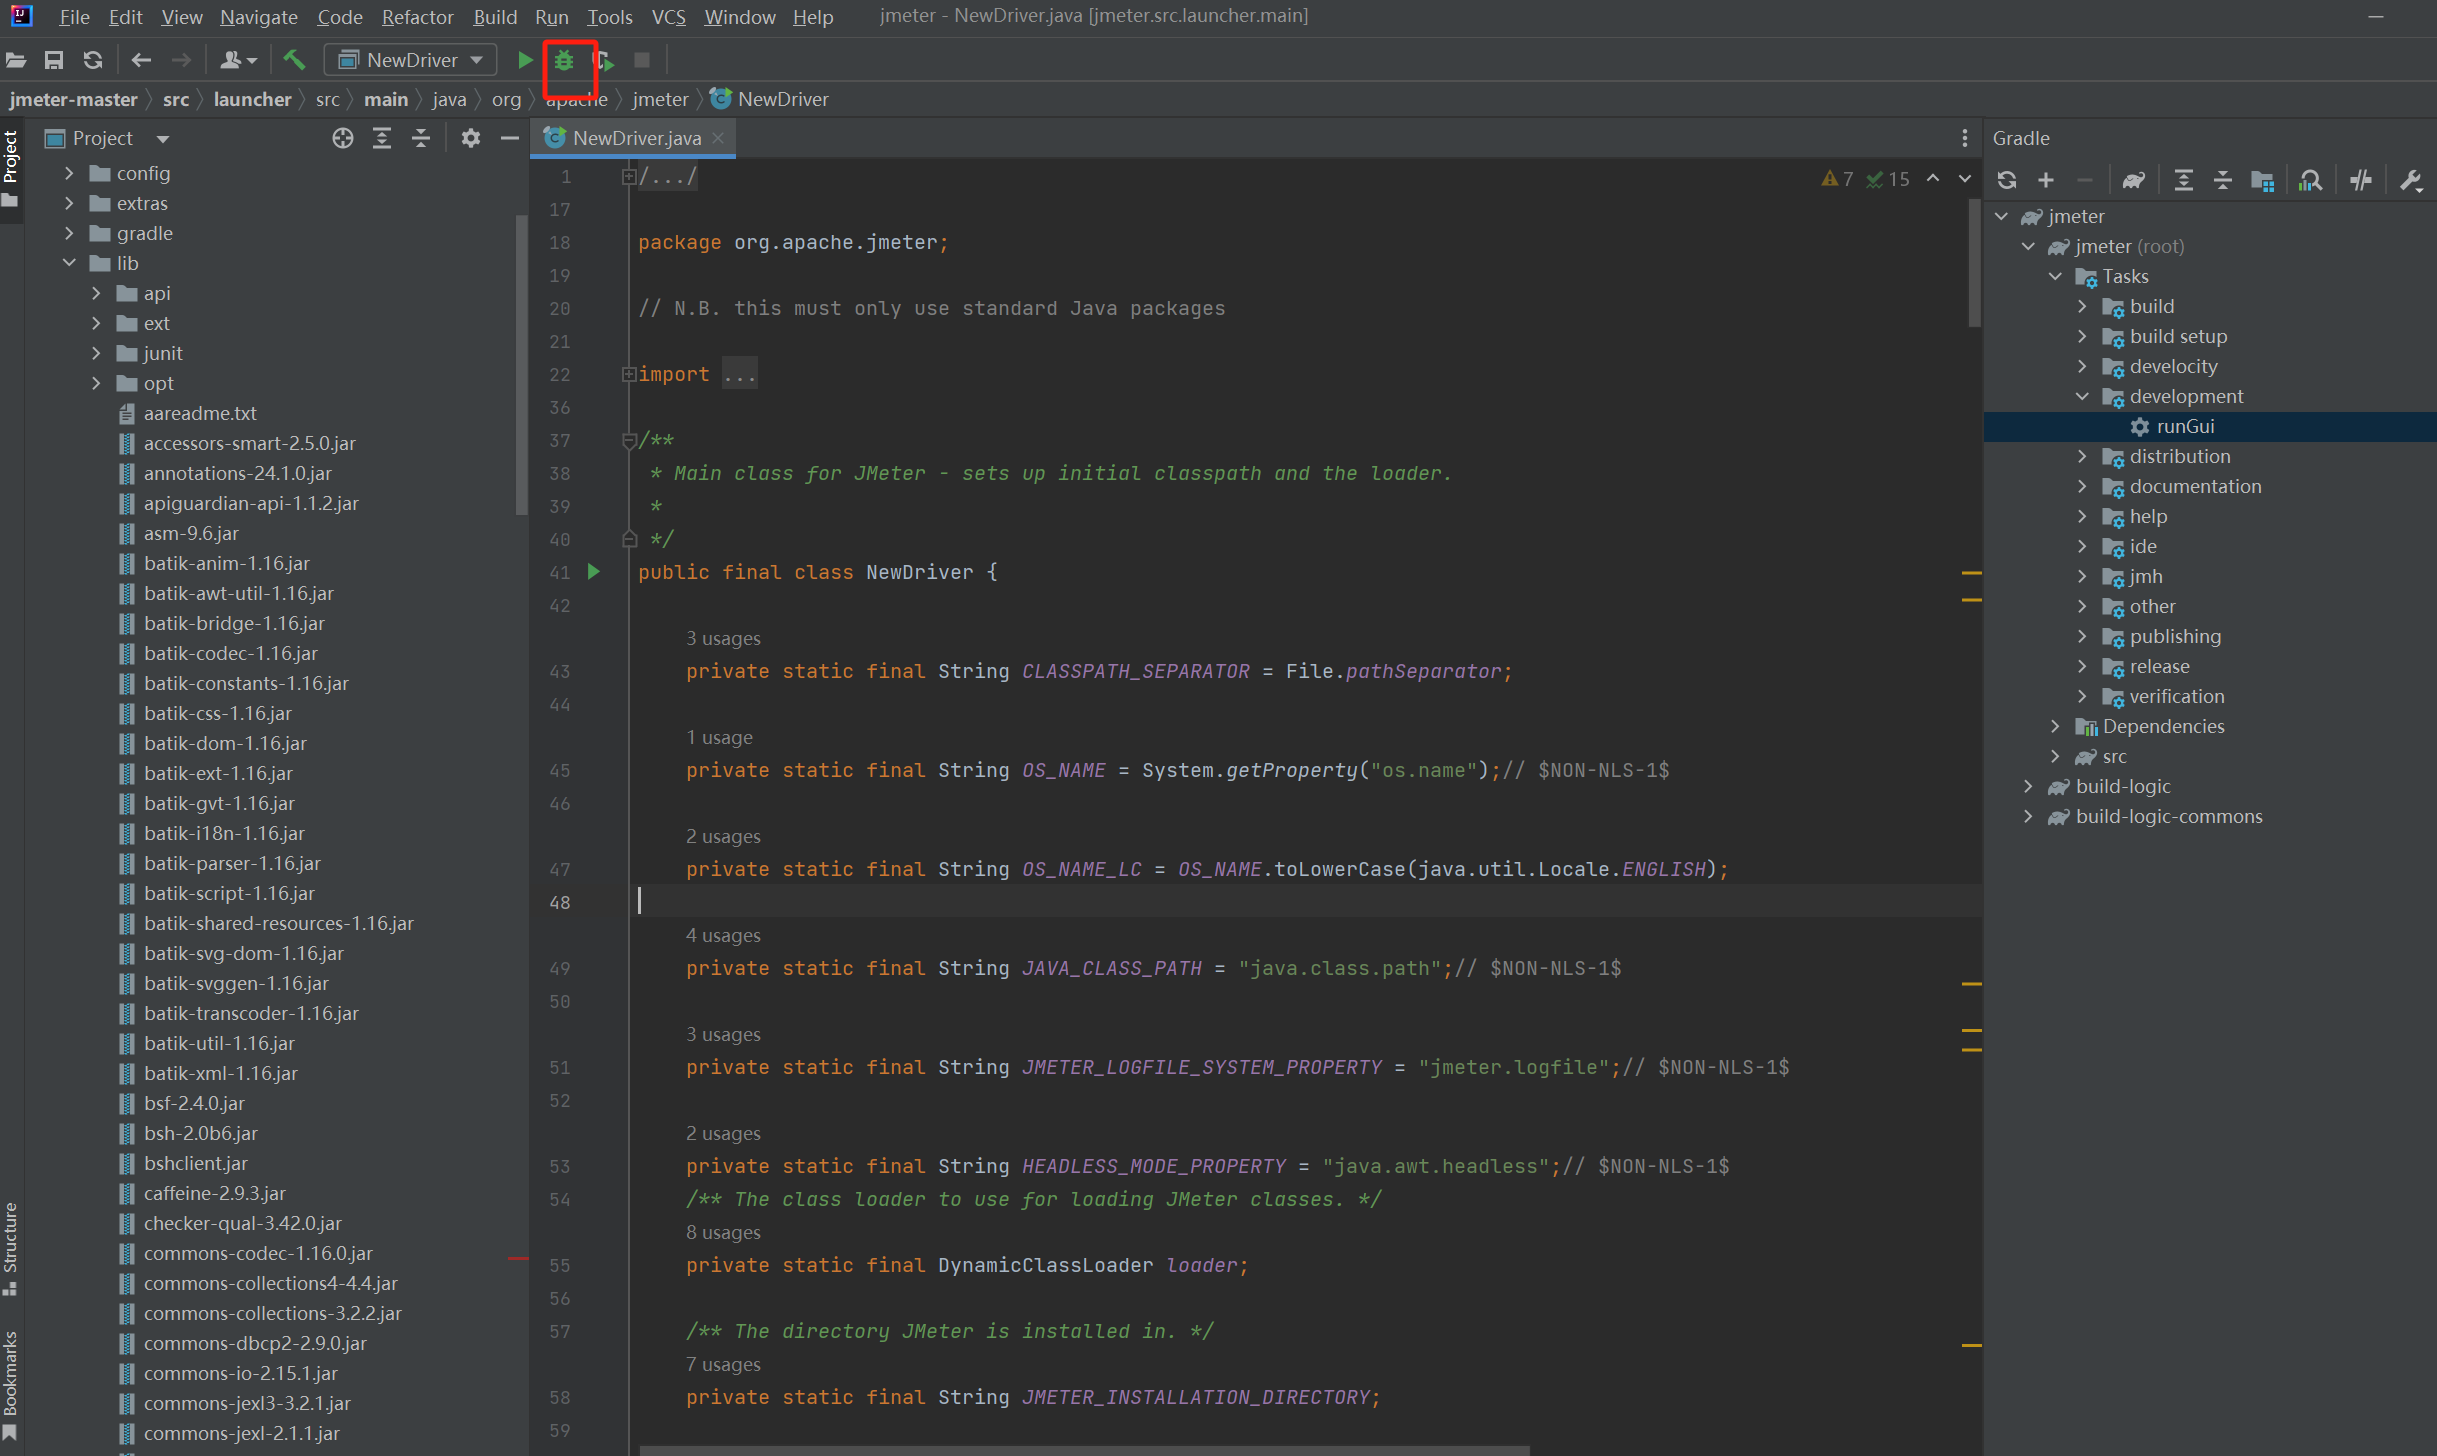 File Edit View Navigate Code Refactor Build Run Tools VCS Window Help jmeter - NewDriver.java [jmeter.src.launcher.main]
NewDriver
jmeter-master src launcher src main java org apache jmeter NewDriver
Project
Project
config
extras
gradle
lib
api
ext
junit
opt
aareadme.txt
accessors-smart-2.5.0.jar
annotations-24.1.0.jar
apiguardian-api-1.1.2.jar
asm-9.6.jar
batik-anim-1.16.jar
batik-awt-util-1.16.jar
batik-bridge-1.16.jar
batik-codec-1.16.jar
batik-constants-1.16.jar
batik-css-1.16.jar
batik-dom-1.16.jar
batik-ext-1.16.jar
batik-gvt-1.16.jar
batik-i18n-1.16.jar
batik-parser-1.16.jar
batik-script-1.16.jar
batik-shared-resources-1.16.jar
batik-svg-dom-1.16.jar
batik-svggen-1.16.jar
batik-transcoder-1.16.jar
batik-util-1.16.jar
batik-xml-1.16.jar
bsf-2.4.0.jar
bsh-2.0b6.jar
bshclient.jar
caffeine-2.9.3.jar
checker-qual-3.42.0.jar
commons-codec-1.16.0.jar
commons-collections4-4.4.jar
commons-collections-3.2.2.jar
commons-dbcp2-2.9.0.jar
commons-io-2.15.1.jar
commons-jexl3-3.2.1.jar
commons-jexl-2.1.1.jar
Structure
Bookmarks
NewDriver.java
7 15
1 /.../
17
18 package org.apache.jmeter;
19
20 // N.B. this must only use standard Java packages
21
22 import ...
36
37 /**
38 * Main class for JMeter - sets up initial classpath and the loader.
39 *
40 */
41 public final class NewDriver {
42
3 usages
43 private static final String CLASSPATH_SEPARATOR = File.pathSeparator;
44
1 usage
45 private static final String OS_NAME = System.getProperty("os.name");// $NON-NLS-1$
46
2 usages
47 private static final String OS_NAME_LC = OS_NAME.toLowerCase(java.util.Locale.ENGLISH);
48
4 usages
49 private static final String JAVA_CLASS_PATH = "java.class.path";// $NON-NLS-1$
50
3 usages
51 private static final String JMETER_LOGFILE_SYSTEM_PROPERTY = "jmeter.logfile";// $NON-NLS-1$
52
2 usages
53 private static final String HEADLESS_MODE_PROPERTY = "java.awt.headless";// $NON-NLS-1$
54 /** The class loader to use for loading JMeter classes. */
8 usages
55 private static final DynamicClassLoader loader;
56
57 /** The directory JMeter is installed in. */
7 usages
58 private static final String JMETER_INSTALLATION_DIRECTORY;
59
Gradle
jmeter
jmeter (root)
Tasks
build
build setup
develocity
development
runGui
distribution
documentation
help
ide
jmh
other
publishing
release
verification
Dependencies
src
build-logic
build-logic-commons